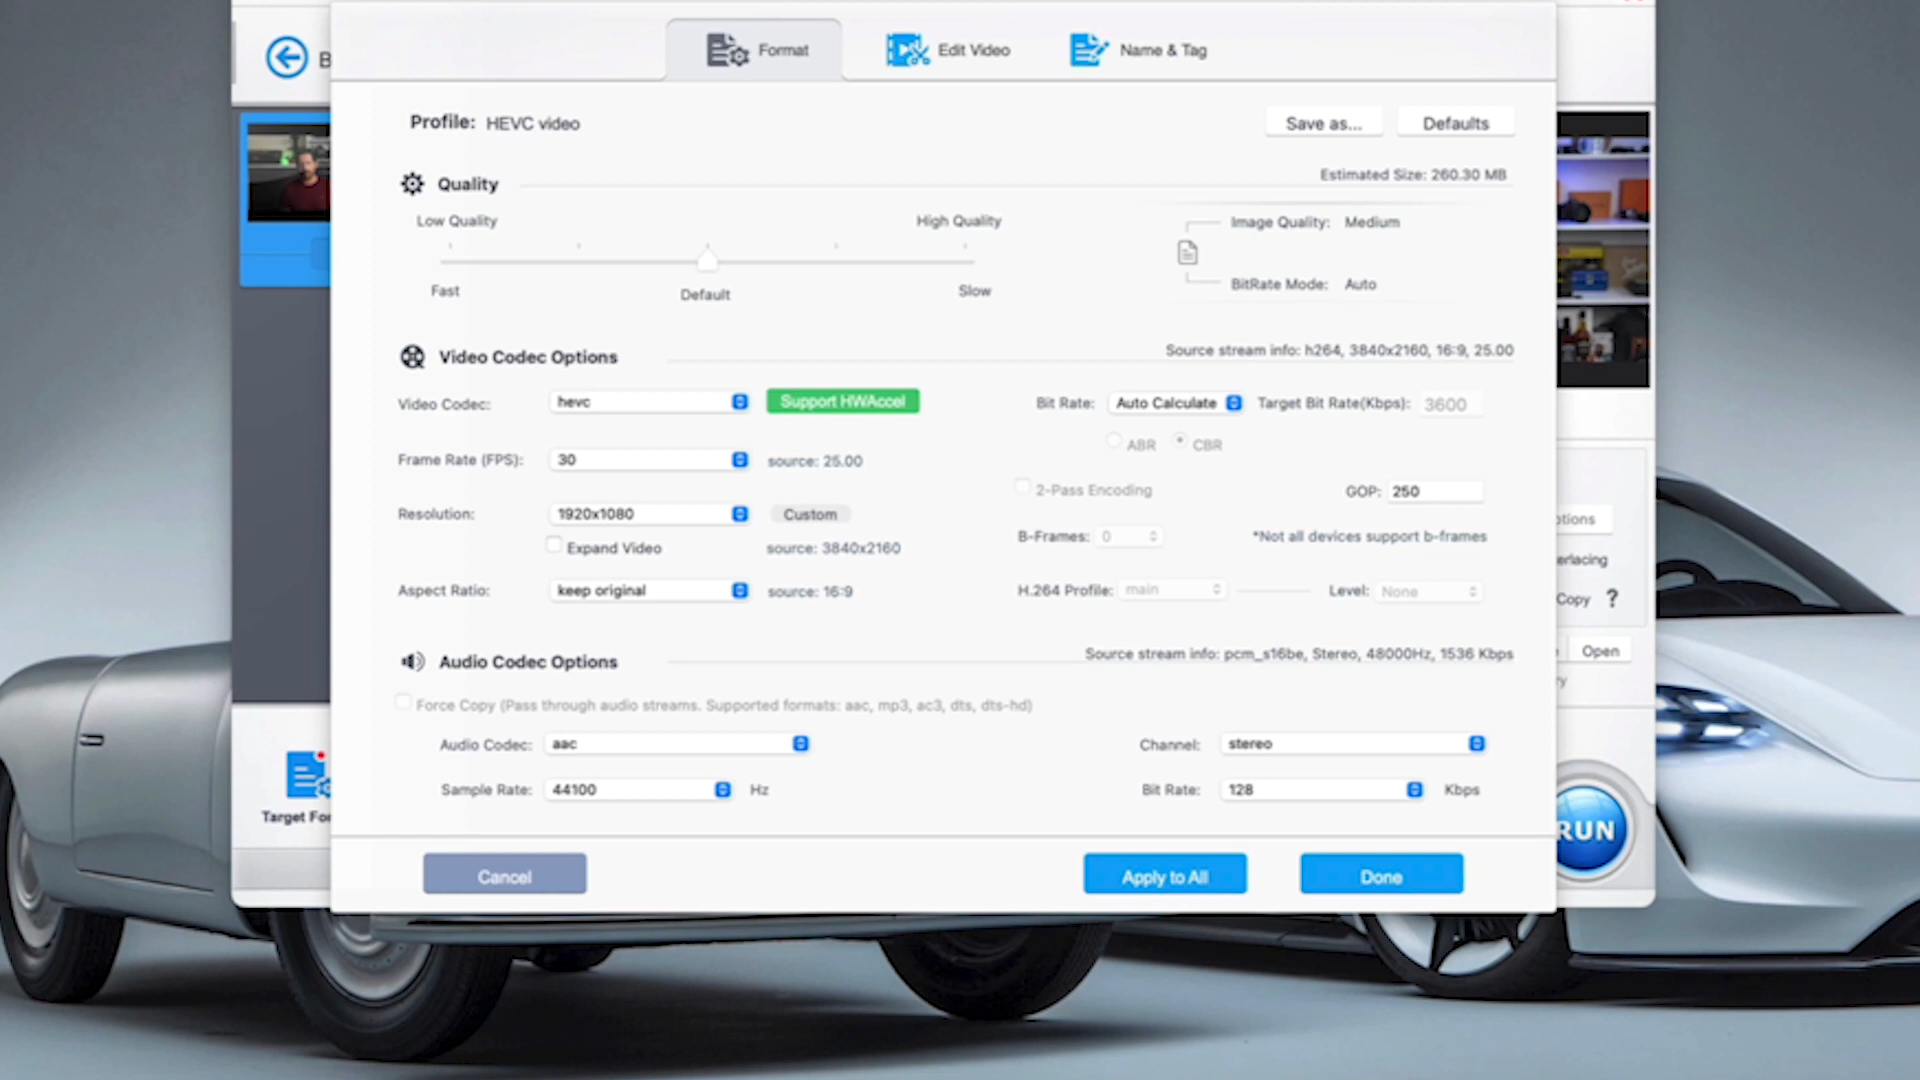 Format
Edit Video
Name & Tag
Profile: HEVC video
Save as...
Defaults
Quality
Estimated Size: 260.30 MB
Low Quality
High Quality
Image Quality: Medium
Fast
Default
Slow
BitRate Mode: Auto
Video Codec Options
Source stream info: h264, 3840x2160, 16:9, 25.00
Video Codec: hevc
Support HWAccel
Bit Rate: Auto Calculate
Target Bit Rate(Kbps): 3600
ABR
CBR
Frame Rate (FPS): 30
source: 25.00
2-Pass Encoding
GOP: 250
Resolution: 1920x1080
Custom
Expand Video
source: 3840x2160
B-Frames: 0
*Not all devices support b-frames
Aspect Ratio: keep original
source: 16:9
H.264 Profile: main
Level: None
Audio Codec Options
Source stream info: pcm_s16be, Stereo, 48000Hz, 1536 Kbps
Force Copy (Pass through audio streams. Supported formats: aac, mp3, ac3, dts, dts-hd)
Audio Codec: aac
Channel: stereo
Sample Rate: 44100 Hz
Bit Rate: 128 Kbps
Cancel
Apply to All
Done
Copy ?
Open
Target
RUN